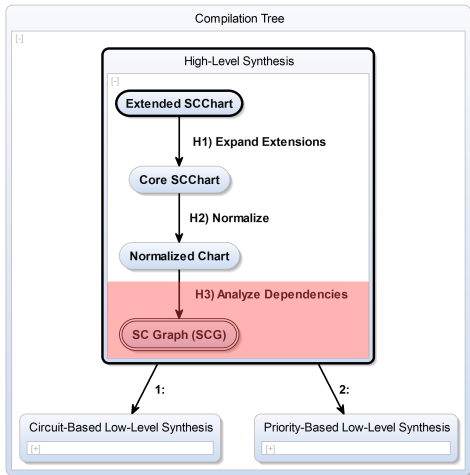 Compilation Tree
[-]
High-Level Synthesis
[-]
Extended SCChart
H1) Expand Extensions
Core SCChart
H2) Normalize
Normalized Chart
H3) Analyze Dependencies
SC Graph (SCG)
1:
2:
Circuit-Based Low-Level Synthesis
[+]
Priority-Based Low-Level Synthesis
[+]